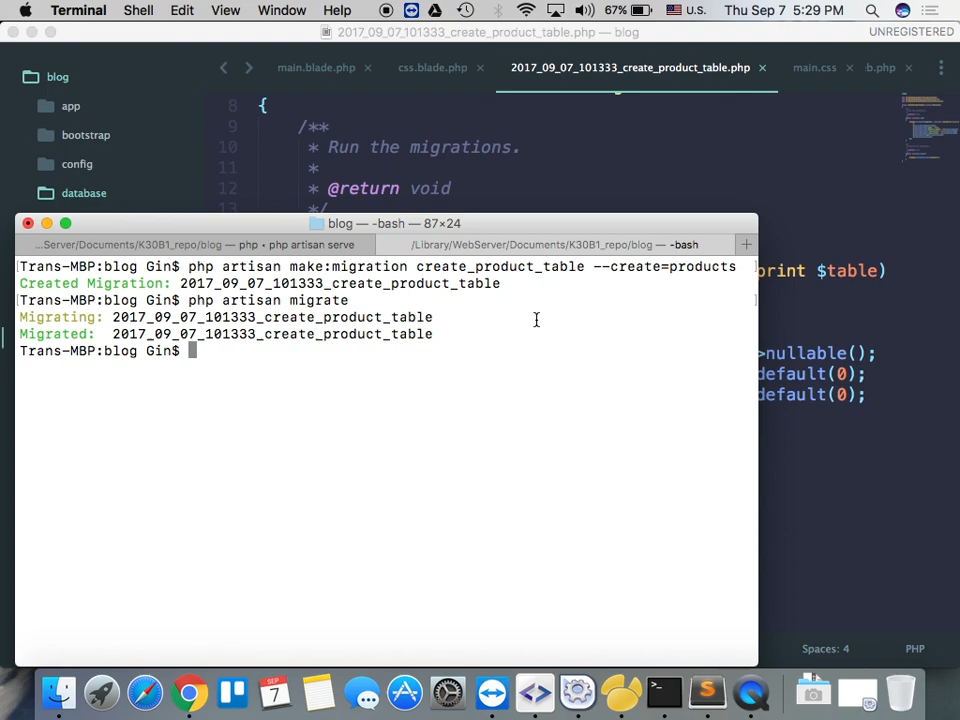 Terminal Shell Edit View Window Help 67% U.S. Thu Sep 7 5:29 PM
2017_09_07_101333_create_product_table.php — blog UNREGISTERED
blog main.blade.php css.blade.php 2017_09_07_101333_create_product_table.php main.css b.php
8 {
app
9 /**
bootstrap
10 * Run the migrations.
config
11 *
database
12 * @return void
13 */
blog — -bash — 87×24
...Server/Documents/K30B1_repo/blog — php • php artisan serve
/Library/WebServer/Documents/K30B1_repo/blog — -bash +
Trans-MBP:blog Gin$ php artisan make:migration create_product_table --create=products
Created Migration: 2017_09_07_101333_create_product_table
Trans-MBP:blog Gin$ php artisan migrate
Migrating: 2017_09_07_101333_create_product_table
Migrated: 2017_09_07_101333_create_product_table
Trans-MBP:blog Gin$
print $table)
>nullable();
default(0);
default(0);
Spaces: 4 PHP